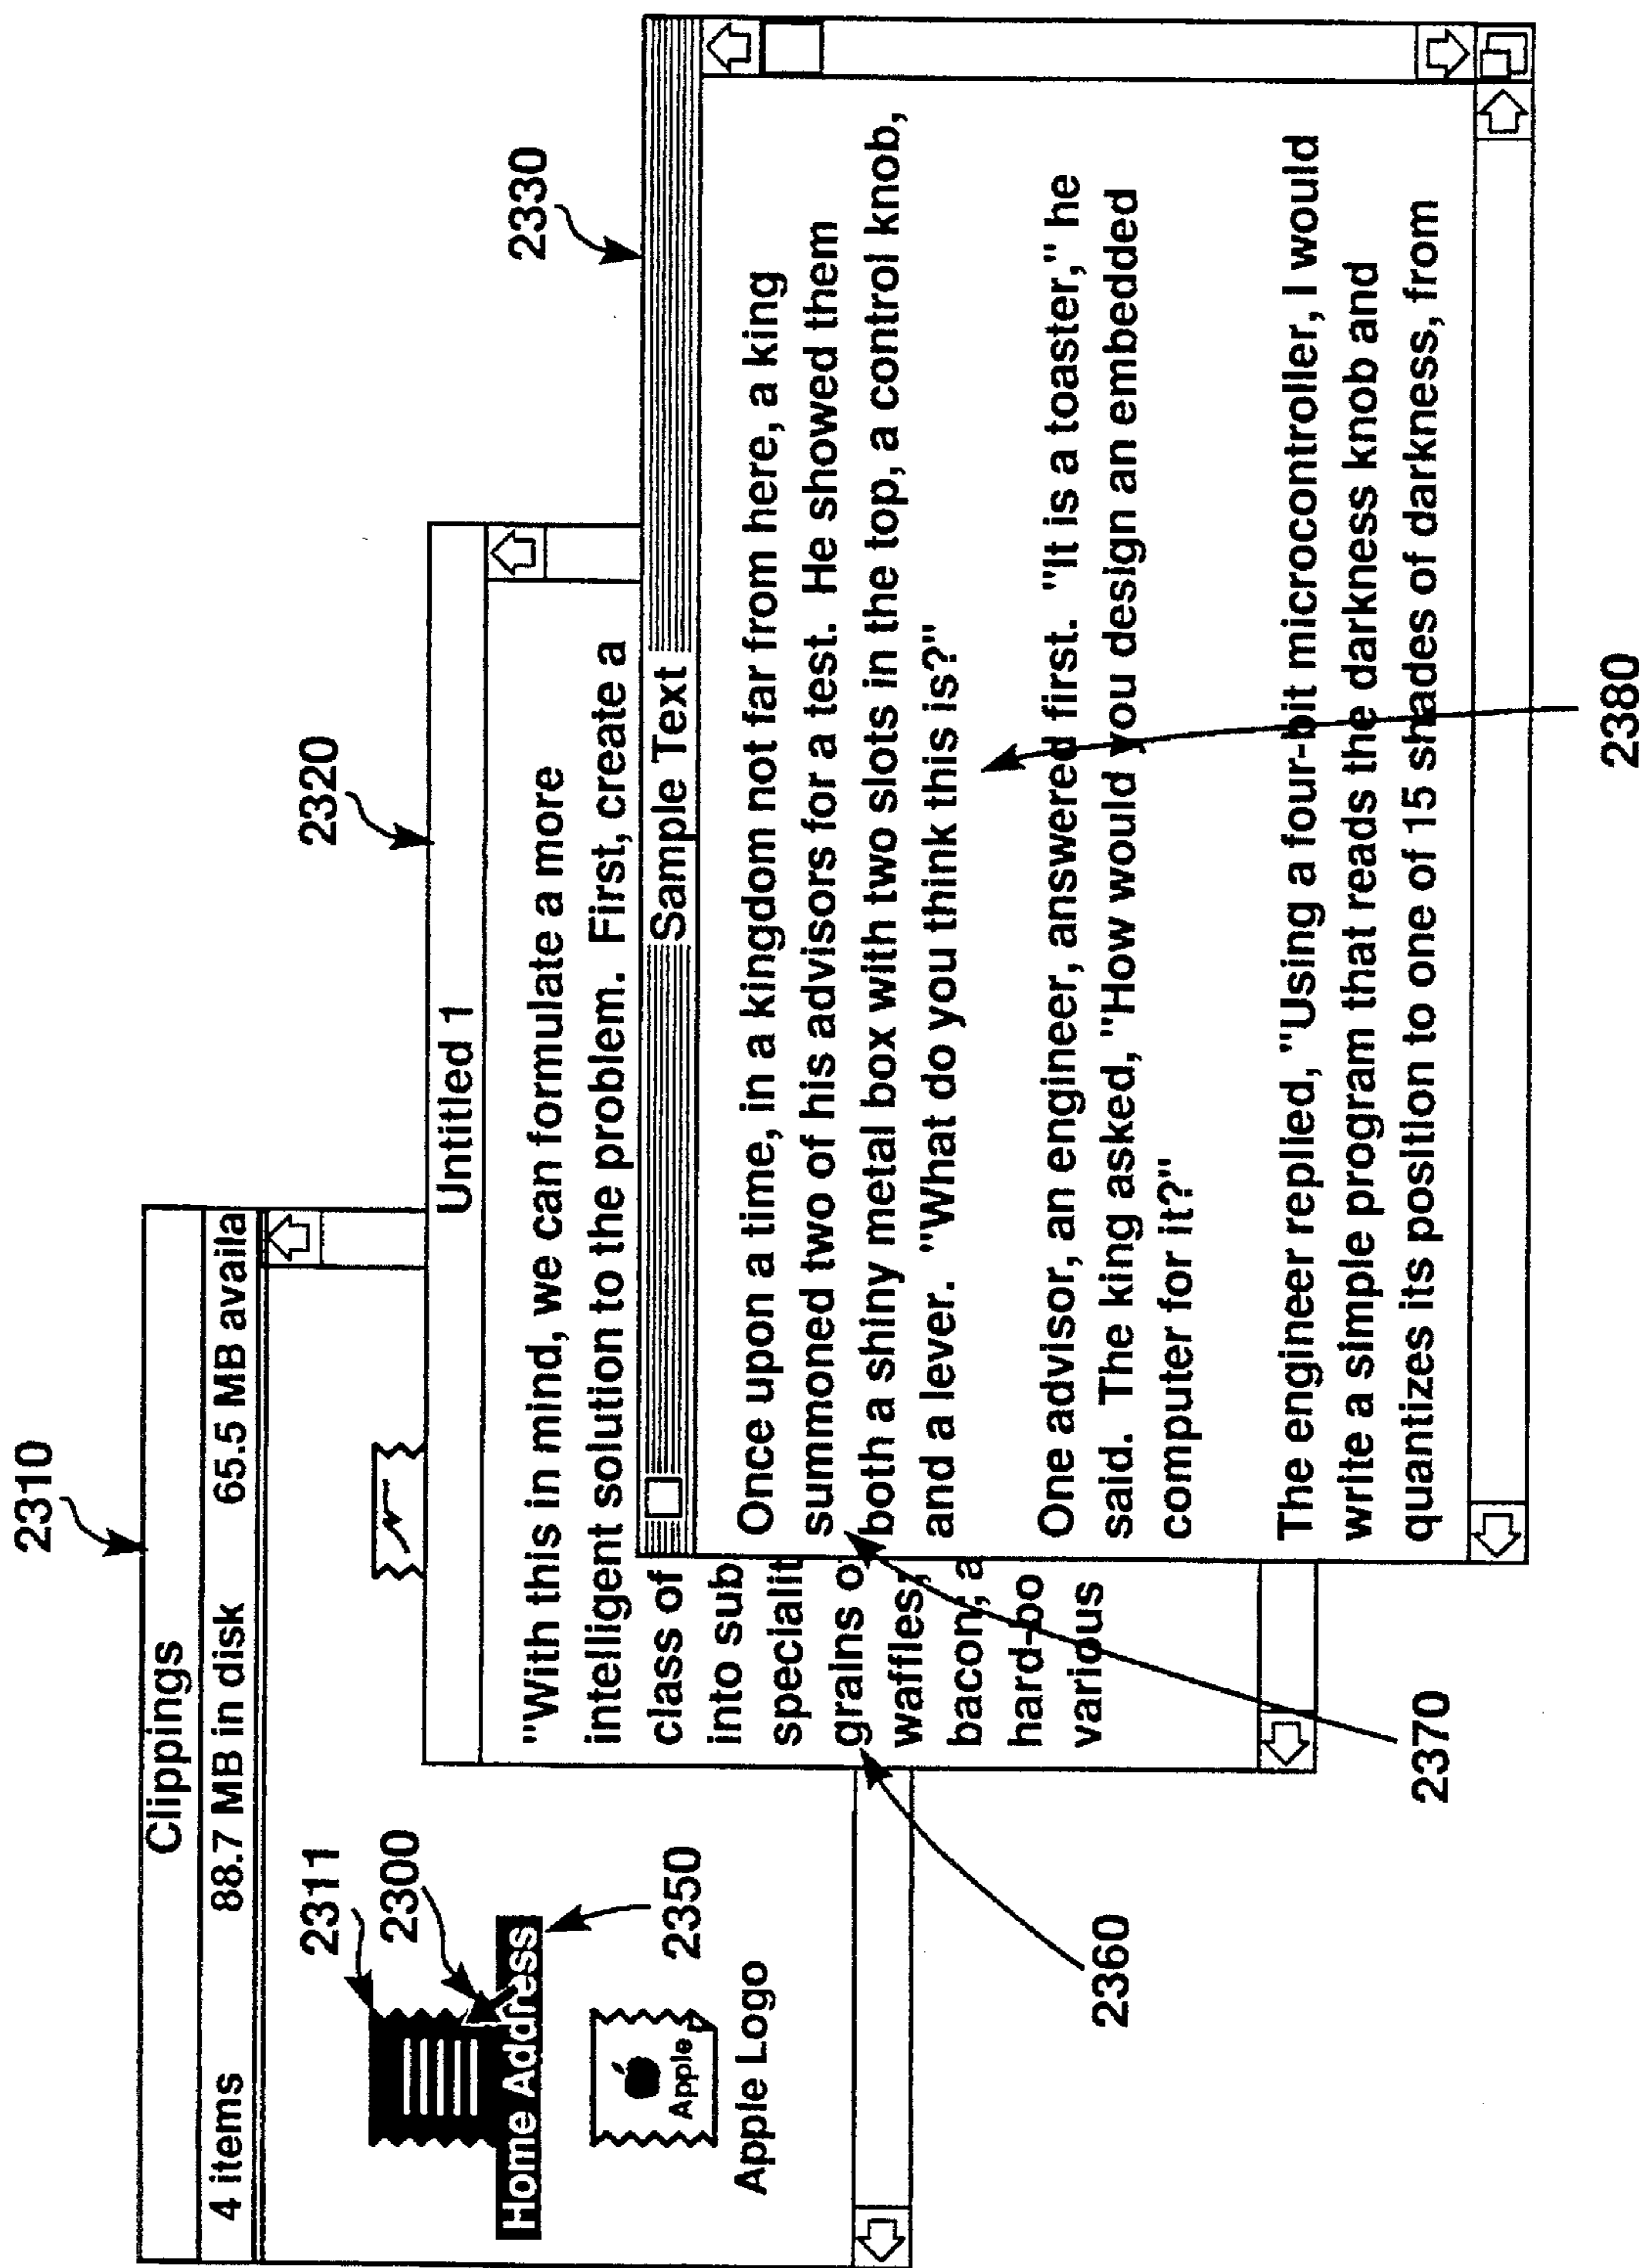 2310
Clippings
4 items 88.7 MB in disk 65.5 MB availa
2311
2300
Home Address
2350
Apple
Apple Logo
2320
Untitled 1
"With this in mind, we can formulate a more
intelligent solution to the problem. First, create a
class of
into sub
specialit
grains o
waffles;
bacon; a
hard-bo
various
2330
Sample Text
Once upon a time, in a kingdom not far from here, a king
summoned two of his advisors for a test. He showed them
both a shiny metal box with two slots in the top, a control knob,
and a lever. "What do you think this is?"
One advisor, an engineer, answered first. "It is a toaster," he
said. The king asked, "How would you design an embedded
computer for it?"
The engineer replied, "Using a four-bit microcontroller, I would
write a simple program that reads the darkness knob and
quantizes its position to one of 15 shades of darkness, from
2360
2370
2380